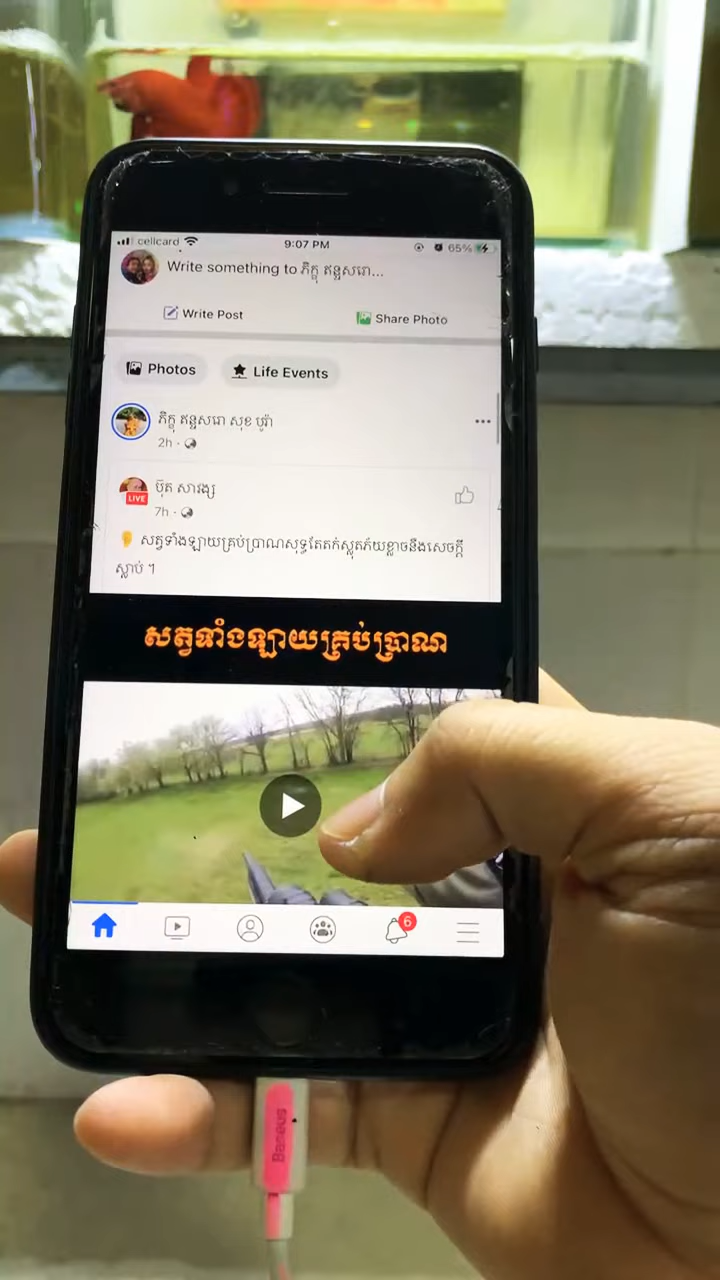 cellcard
9:07 PM
65%
Write something to ភិក្ខុ ឥន្ទសរោ...
Write Post
Share Photo
Photos
Life Events
ភិក្ខុ ឥន្ទសរោ សុខ បូរ៉ា
2h
ប៊ុត សាវង្ស
LIVE
7h
សត្វទាំងឡាយគ្រប់ប្រាណសុទ្ធតែតក់ស្លុតភ័យខ្លាចនឹងសេចក្ដី
ស្លាប់ ។
សត្វទាំងឡាយគ្រប់ប្រាណ
6
Baseus